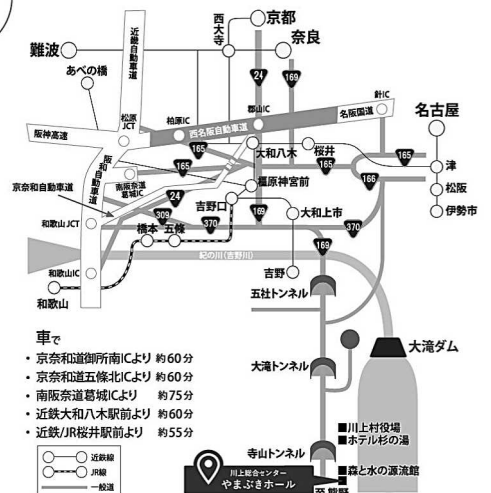 京都
西大寺
奈良
難波
近畿自動車道
あべの橋
24
169
針IC
郡山IC
柏原IC
松原
JCT
西名阪自動車道
名阪国道
名古屋
阪神高速
165
大和八木
桜井
165
165
津
阪和自動車道
165
南阪奈道
葛城IC
橿原神宮前
166
松阪
京奈和自動車道
24
吉野口
伊勢市
309
169
大和上市
和歌山JCT
370
370
橋本
五條
169
紀の川(吉野川)
和歌山IC
吉野
五社トンネル
和歌山
車で
・京奈和道御所南ICより 約60分
・京奈和道五條北ICより 約60分
・南阪奈道葛城ICより 約75分
・近鉄大和八木駅前より 約60分
・近鉄/JR桜井駅前より 約55分
大滝ダム
大滝トンネル
■川上村役場
■ホテル杉の湯
寺山トンネル
■森と水の源流館
川上総合センター
やまぶきホール
近鉄線
JR線
一般道